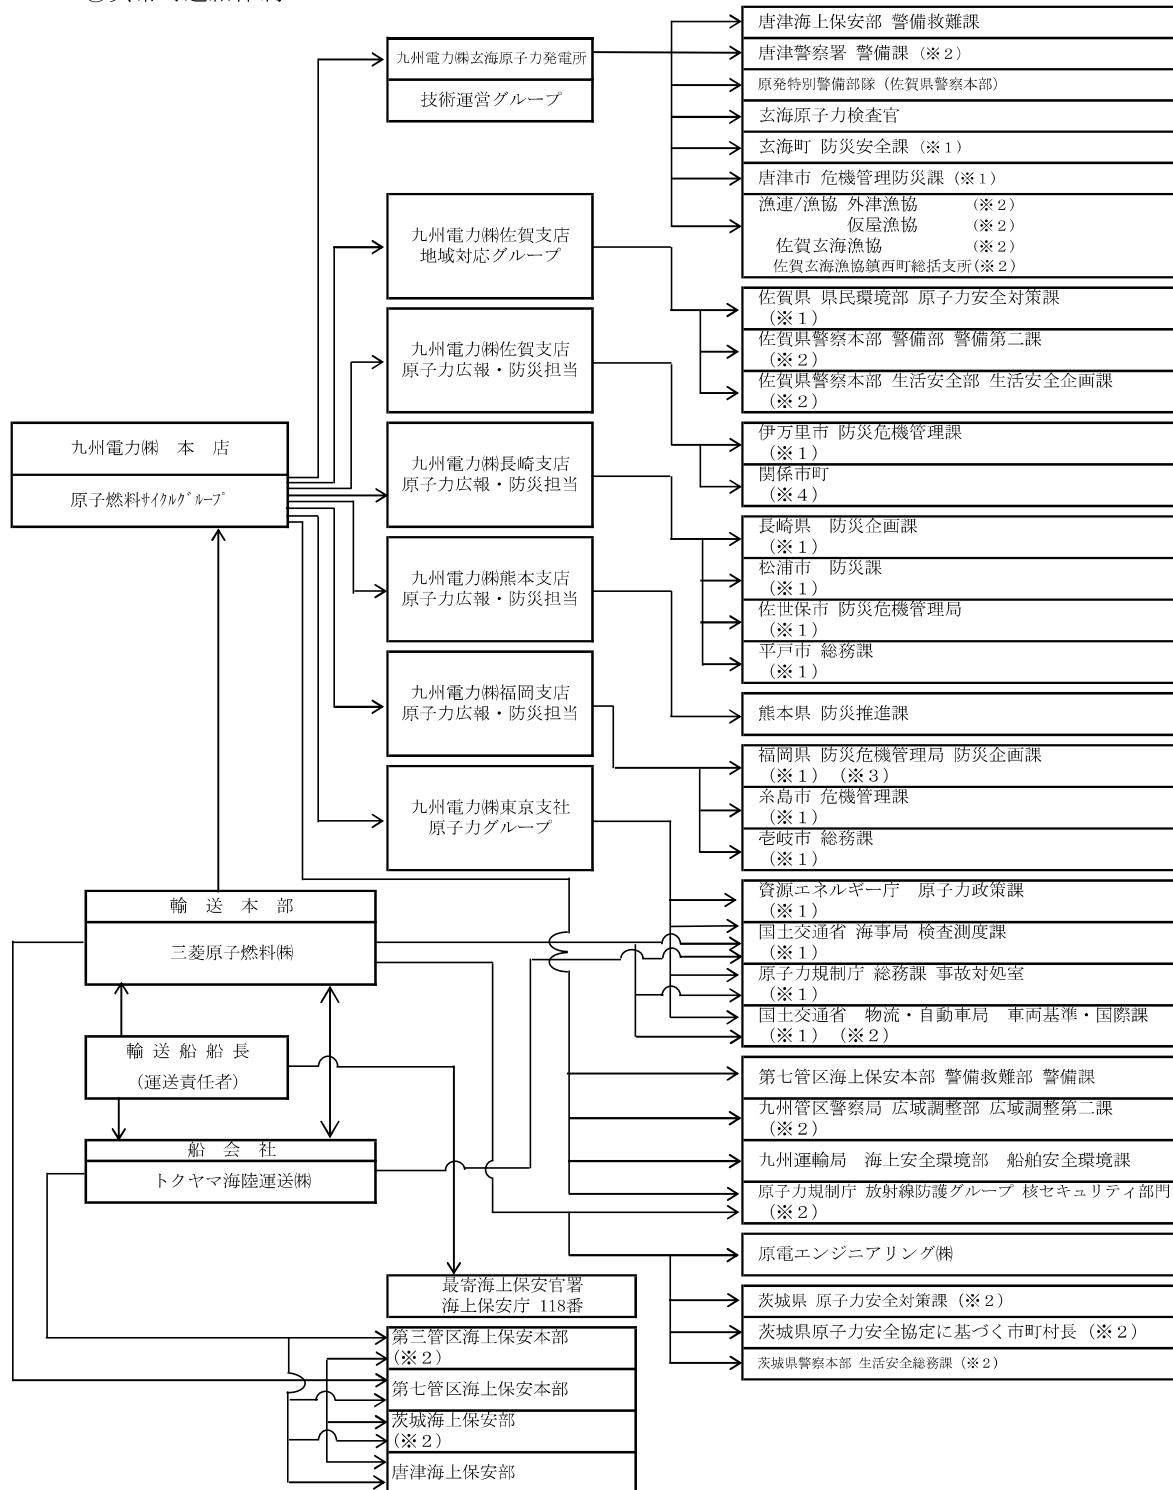 九州電力㈱玄海原子力発電所
技術運営グループ
唐津海上保安部 警備救難課
唐津警察署 警備課（※２）
原発特別警備部隊（佐賀県警察本部）
玄海原子力検査官
玄海町 防災安全課（※１）
唐津市 危機管理防災課（※１）
漁連/漁協 外津漁協 （※２）
仮屋漁協 （※２）
佐賀玄海漁協 （※２）
佐賀玄海漁協鎮西町総括支所（※２）
九州電力㈱佐賀支店
地域対応グループ
佐賀県 県民環境部 原子力安全対策課
（※１）
佐賀県警察本部 警備部 警備第二課
（※２）
佐賀県警察本部 生活安全部 生活安全企画課
（※２）
九州電力㈱佐賀支店
原子力広報・防災担当
伊万里市 防災危機管理課
（※１）
関係市町
（※４）
九州電力㈱ 本 店
原子燃料ｻｲｸﾙｸﾞﾙｰﾌﾟ
九州電力㈱長崎支店
原子力広報・防災担当
長崎県 防災企画課
（※１）
松浦市 防災課
（※１）
佐世保市 防災危機管理局
（※１）
平戸市 総務課
（※１）
九州電力㈱熊本支店
原子力広報・防災担当
熊本県 防災推進課
九州電力㈱福岡支店
原子力広報・防災担当
福岡県 防災危機管理局 防災企画課
（※１）（※３）
糸島市 危機管理課
（※１）
壱岐市 総務課
（※１）
九州電力㈱東京支社
原子力グループ
資源エネルギー庁 原子力政策課
（※１）
国土交通省 海事局 検査測度課
（※１）
原子力規制庁 総務課 事故対処室
（※１）
国土交通省 物流・自動車局 車両基準・国際課
（※１）（※２）
輸 送 本 部
三菱原子燃料㈱
輸 送 船 船 長
（運送責任者）
船 会 社
トクヤマ海陸運送㈱
第七管区海上保安本部 警備救難部 警備課
九州管区警察局 広域調整部 広域調整第二課
（※２）
九州運輸局 海上安全環境部 船舶安全環境課
原子力規制庁 放射線防護グループ 核セキュリティ部門
（※２）
原電エンジニアリング㈱
茨城県 原子力安全対策課（※２）
茨城県原子力安全協定に基づく市町村長（※２）
茨城県警察本部 生活安全総務課（※２）
最寄海上保安官署
海上保安庁 118番
第三管区海上保安本部
（※２）
第七管区海上保安本部
茨城海上保安部
（※２）
唐津海上保安部